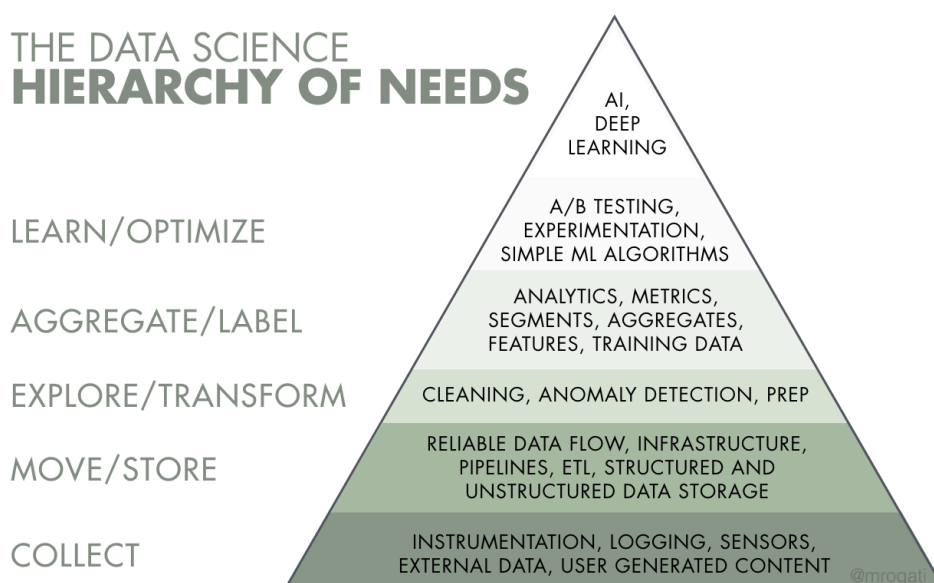 THE DATA SCIENCE
HIERARCHY OF NEEDS
AI,
DEEP
LEARNING
LEARN/OPTIMIZE
A/B TESTING,
EXPERIMENTATION,
SIMPLE ML ALGORITHMS
AGGREGATE/LABEL
ANALYTICS, METRICS,
SEGMENTS, AGGREGATES,
FEATURES, TRAINING DATA
EXPLORE/TRANSFORM
CLEANING, ANOMALY DETECTION, PREP
MOVE/STORE
RELIABLE DATA FLOW, INFRASTRUCTURE,
PIPELINES, ETL, STRUCTURED AND
UNSTRUCTURED DATA STORAGE
COLLECT
INSTRUMENTATION, LOGGING, SENSORS,
EXTERNAL DATA, USER GENERATED CONTENT
@mrogati